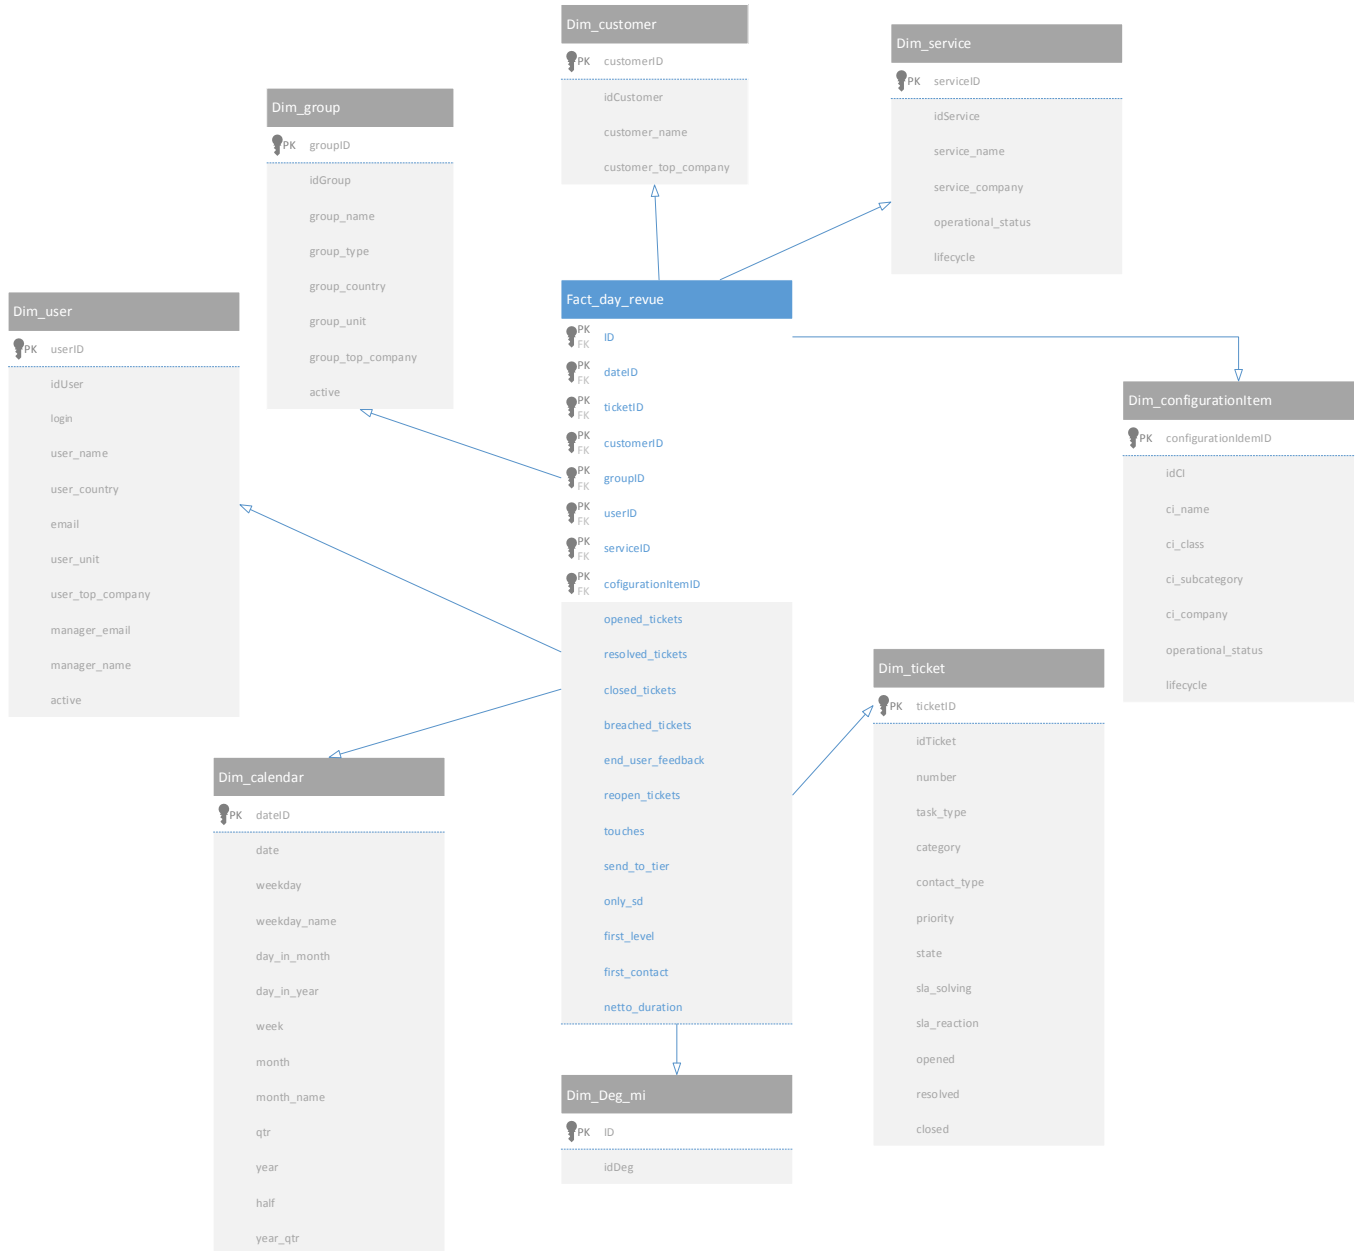 Dim_customer
PK customerID
idCustomer
customer_name
customer_top_company
Dim_service
PK serviceID
idService
service_name
service_company
operational_status
lifecycle
Dim_group
PK groupID
idGroup
group_name
group_type
group_country
group_unit
group_top_company
active
Dim_user
PK userID
idUser
login
user_name
user_country
email
user_unit
user_top_company
manager_email
manager_name
active
Fact_day_revue
PK
FK
ID
PK
FK
dateID
PK
FK
ticketID
PK
FK
customerID
PK
FK
groupID
PK
FK
userID
PK
FK
serviceID
PK
FK
cofigurationItemID
opened_tickets
resolved_tickets
closed_tickets
breached_tickets
end_user_feedback
reopen_tickets
touches
send_to_tier
only_sd
first_level
first_contact
netto_duration
Dim_configurationItem
PK configurationIdemID
idCI
ci_name
ci_class
ci_subcategory
ci_company
operational_status
lifecycle
Dim_ticket
PK ticketID
idTicket
number
task_type
category
contact_type
priority
state
sla_solving
sla_reaction
opened
resolved
closed
Dim_calendar
PK dateID
date
weekday
weekday_name
day_in_month
day_in_year
week
month
month_name
qtr
year
half
year_qtr
Dim_Deg_mi
PK ID
idDeg